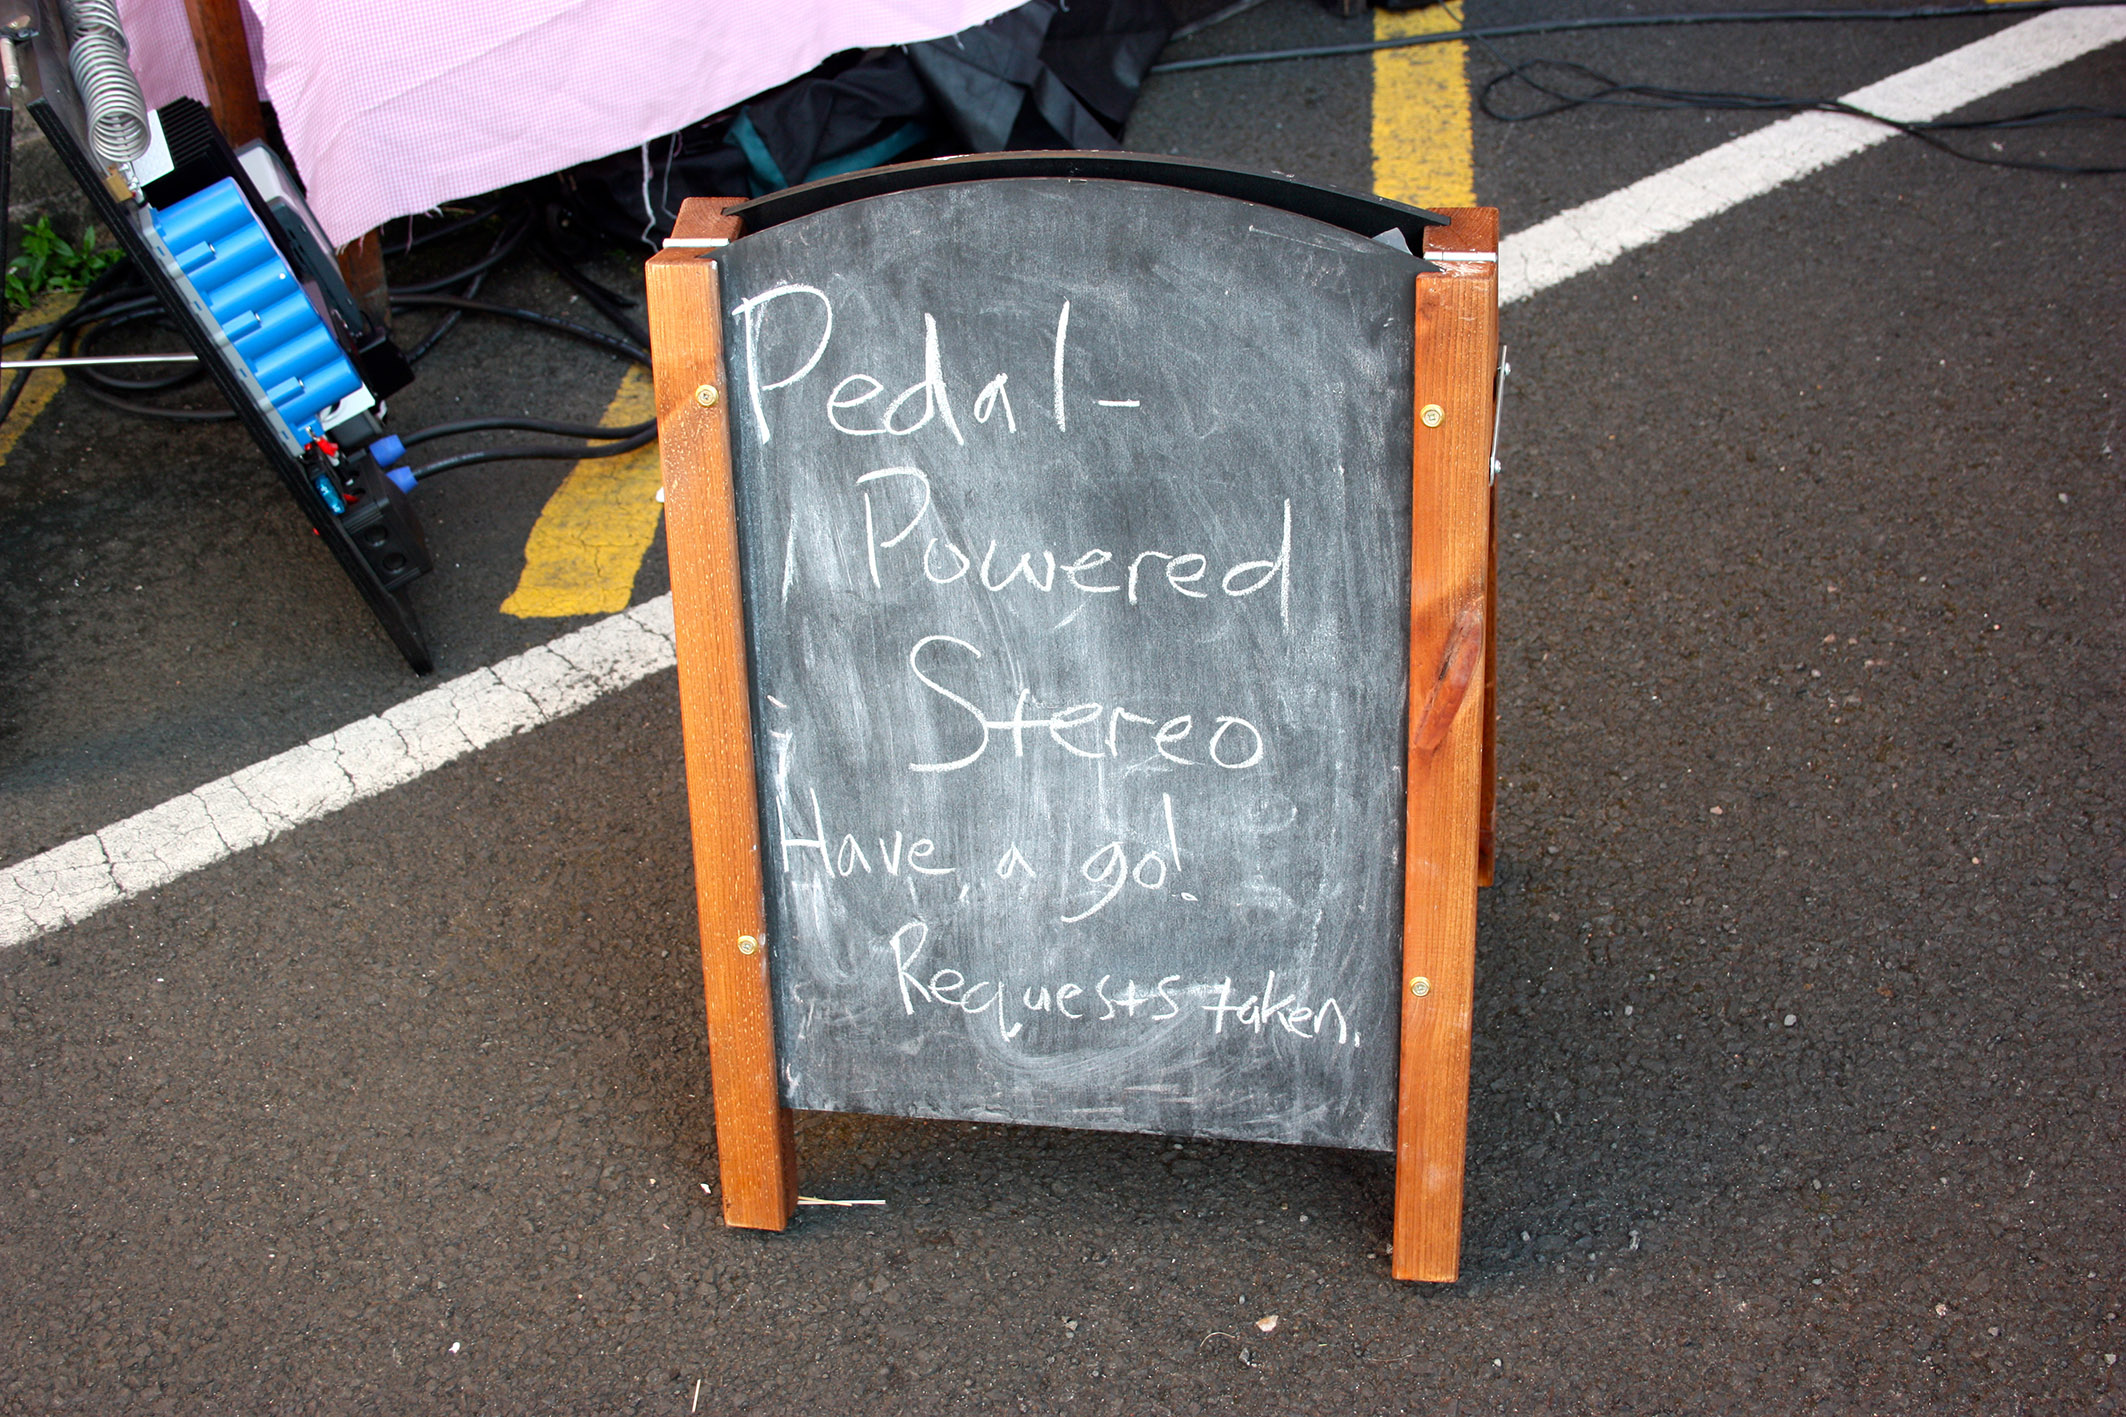 Pedal-
Powered
Stereo
Have a go!
Requests taken.